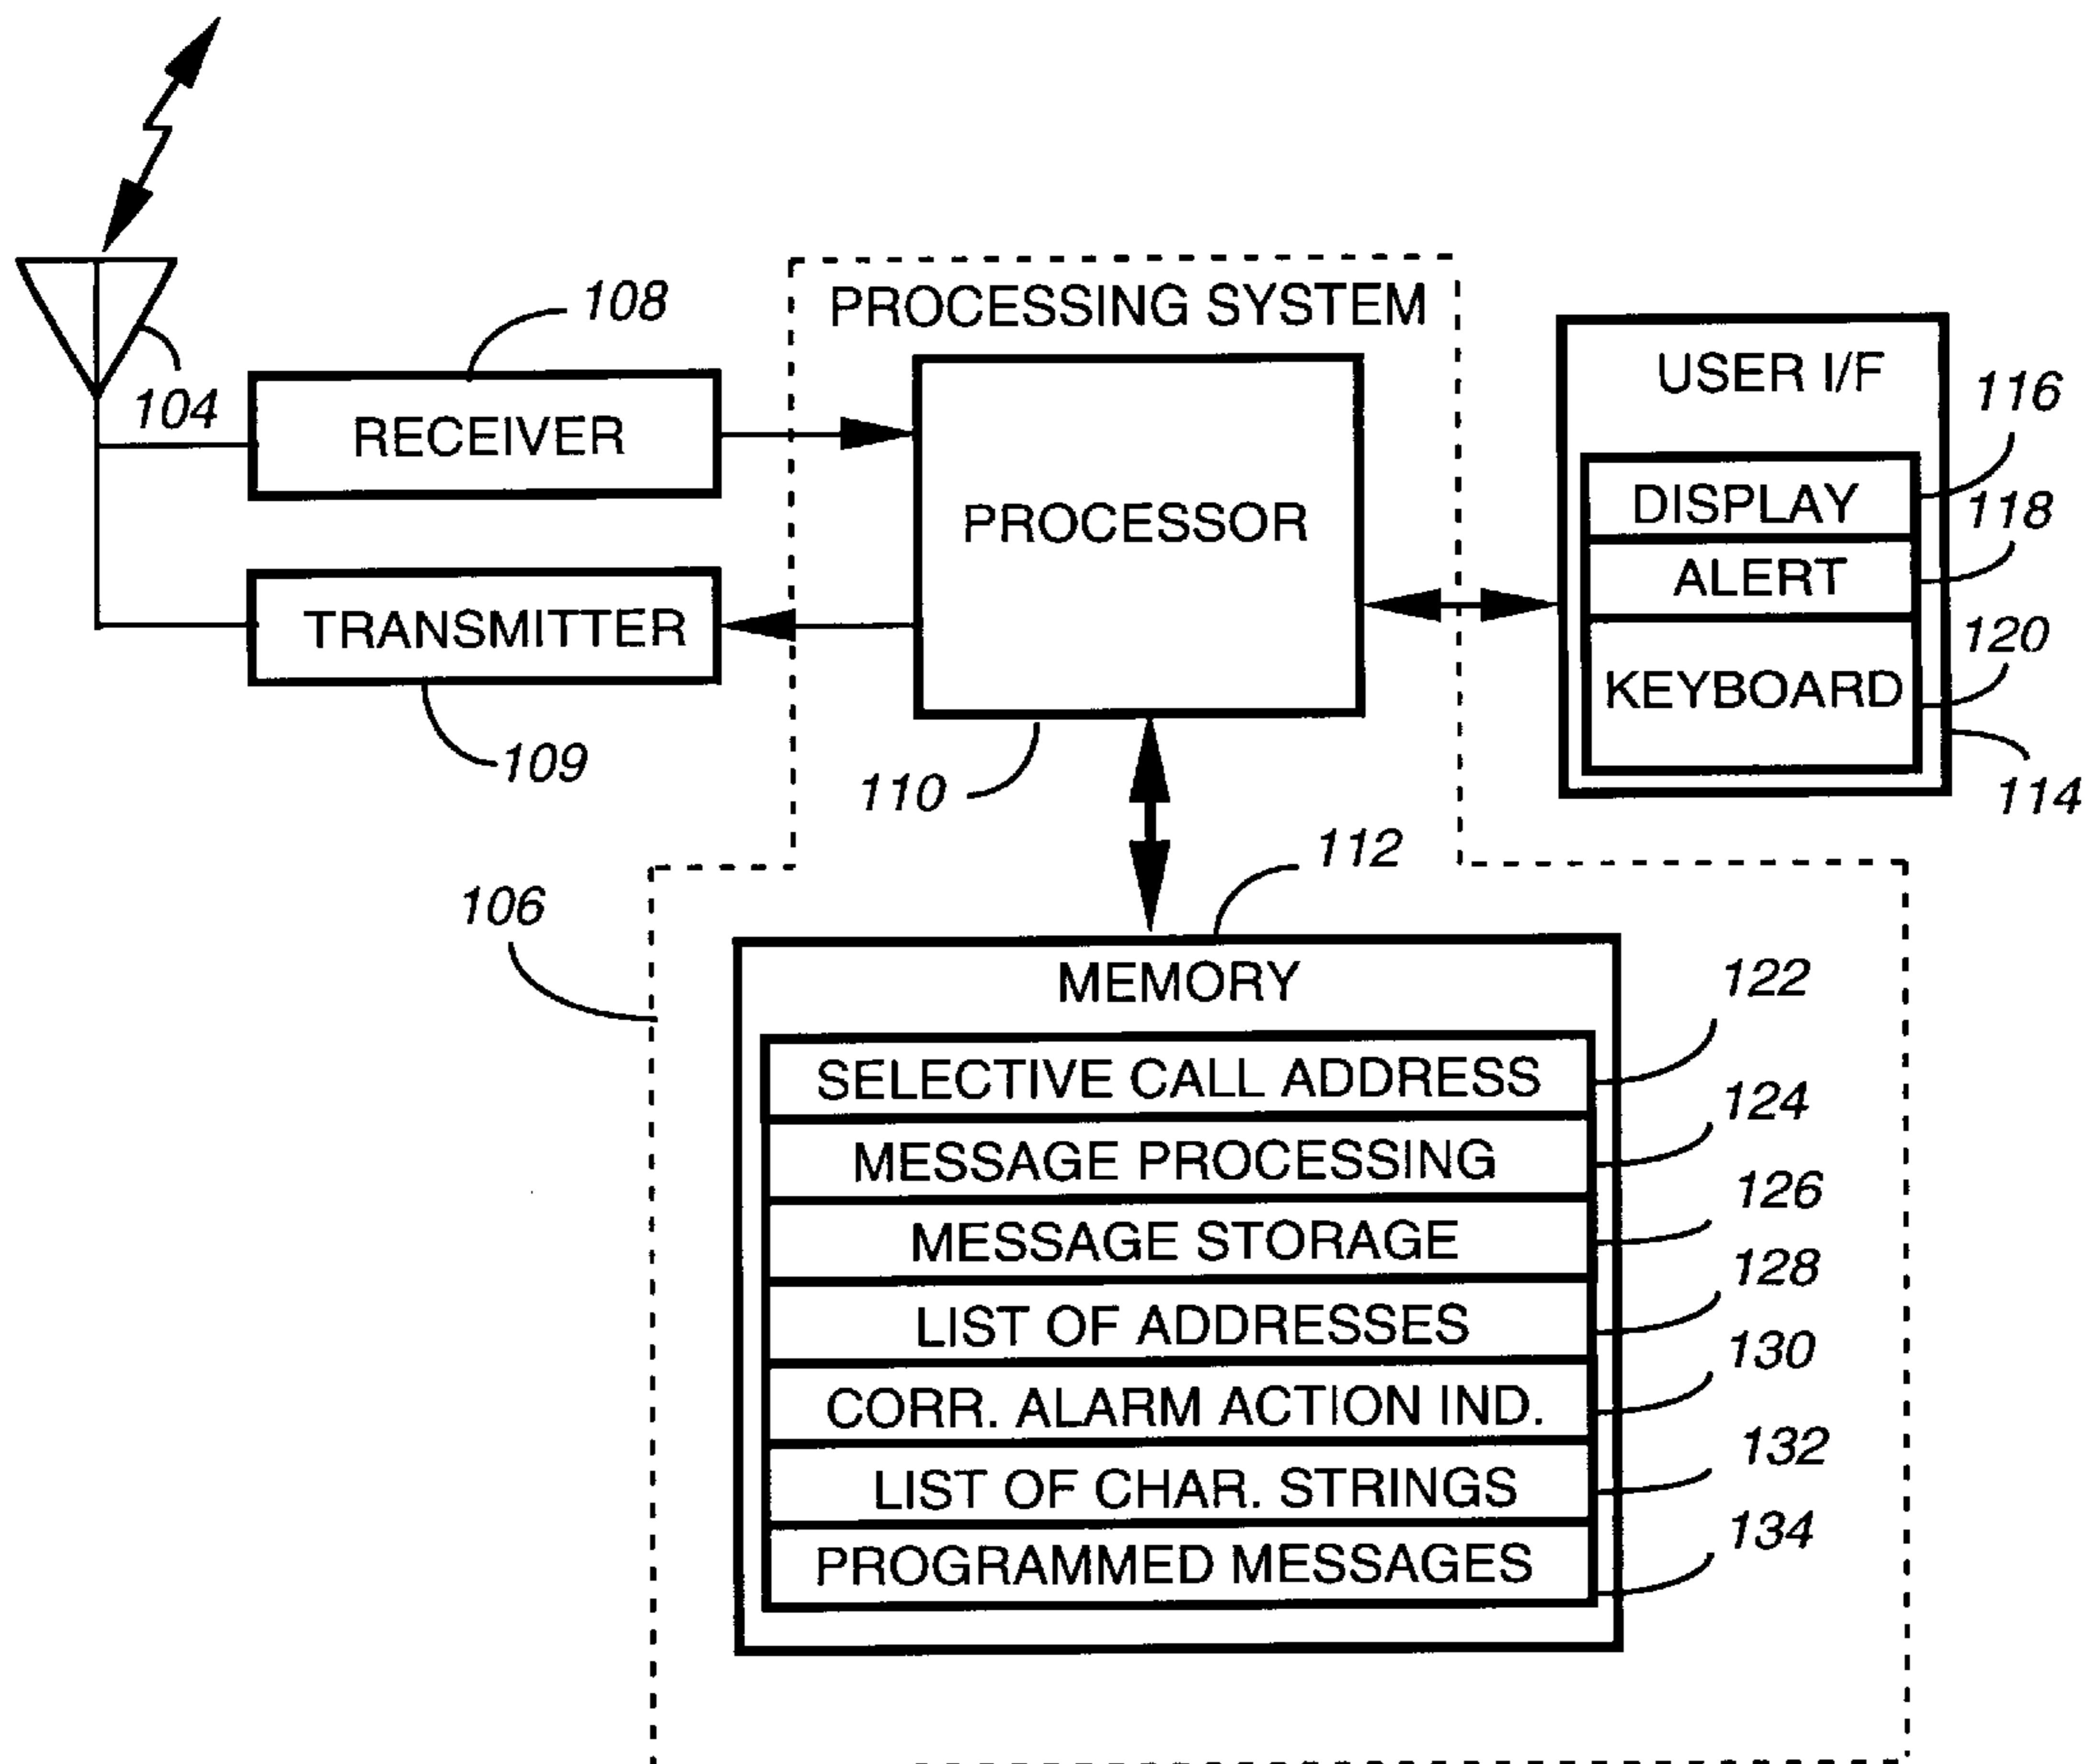 108
PROCESSING SYSTEM
104
RECEIVER
USER I/F
116
PROCESSOR
DISPLAY
118
ALERT
TRANSMITTER
120
KEYBOARD
109
110
114
112
106
MEMORY
122
SELECTIVE CALL ADDRESS
124
MESSAGE PROCESSING
126
MESSAGE STORAGE
128
LIST OF ADDRESSES
130
CORR. ALARM ACTION IND.
132
LIST OF CHAR. STRINGS
134
PROGRAMMED MESSAGES